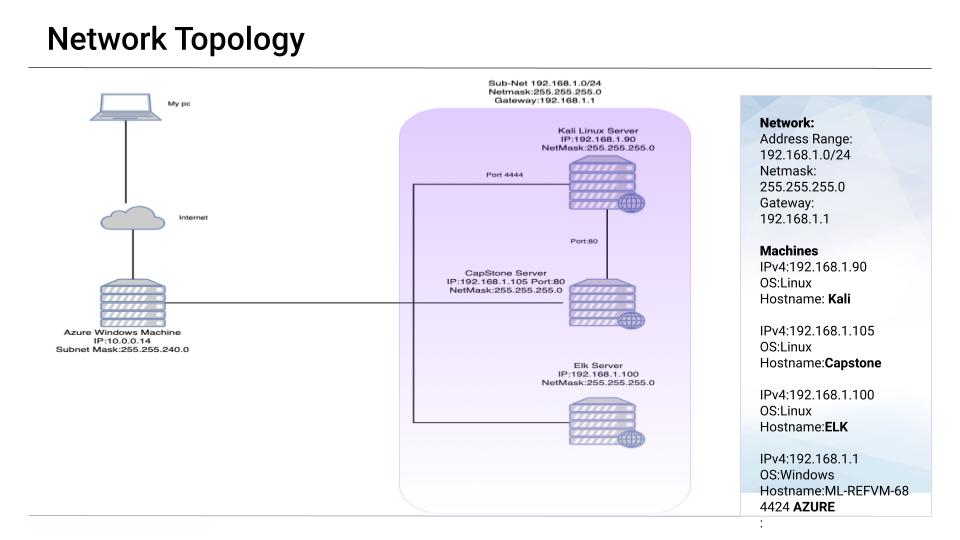 Network Topology
Sub-Net 192.168.1.0/24
Netmask:255.255.255.0
Gateway:192.168.1.1
My pc
Internet
Azure Windows Machine
IP:10.0.0.14
Subnet Mask:255.255.240.0
Kali Linux Server
IP:192.168.1.90
NetMask:255.255.255.0
Port 4444
Port:80
CapStone Server
IP:192.168.1.105 Port:80
NetMask:255.255.255.0
Elk Server
IP:192.168.1.100
NetMask:255.255.255.0
Network:
Address Range:
192.168.1.0/24
Netmask:
255.255.255.0
Gateway:
192.168.1.1
Machines
IPv4:192.168.1.90
OS:Linux
Hostname: Kali
IPv4:192.168.1.105
OS:Linux
Hostname:Capstone
IPv4:192.168.1.100
OS:Linux
Hostname:ELK
IPv4:192.168.1.1
OS:Windows
Hostname:ML-REFVM-68
4424 AZURE
: